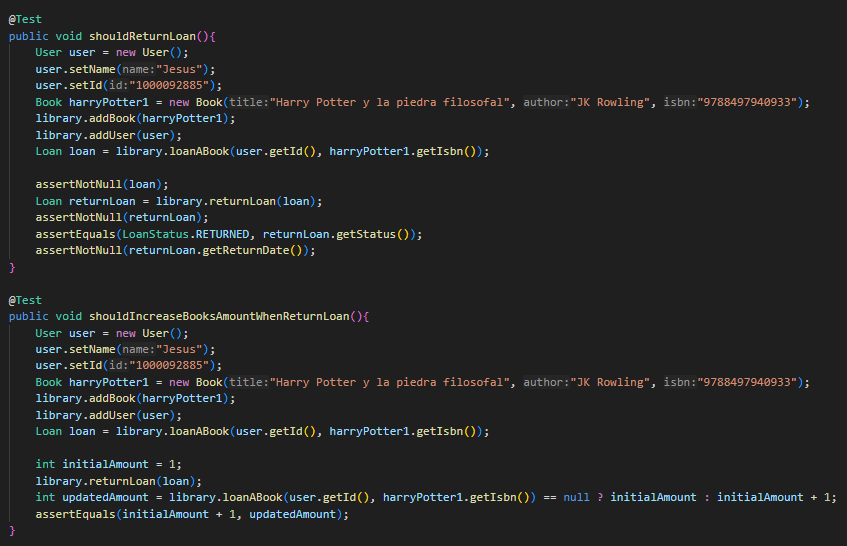 @Test
public void shouldReturnLoan(){
User user = new User();
user.setName(name:"Jesus");
user.setId(id:"1000092885");
Book harryPotter1 = new Book(title:"Harry Potter y la piedra filosofal", author:"JK Rowling", isbn:"9788497940933");
library.addBook(harryPotter1);
library.addUser(user);
Loan loan = library.loanABook(user.getId(), harryPotter1.getIsbn());
assertNotNull(loan);
Loan returnLoan = library.returnLoan(loan);
assertNotNull(returnLoan);
assertEquals(LoanStatus.RETURNED, returnLoan.getStatus());
assertNotNull(returnLoan.getReturnDate());
}
@Test
public void shouldIncreaseBooksAmountWhenReturnLoan(){
User user = new User();
user.setName(name:"Jesus");
user.setId(id:"1000092885");
Book harryPotter1 = new Book(title:"Harry Potter y la piedra filosofal", author:"JK Rowling", isbn:"9788497940933");
library.addBook(harryPotter1);
library.addUser(user);
Loan loan = library.loanABook(user.getId(), harryPotter1.getIsbn());
int initialAmount = 1;
library.returnLoan(loan);
int updatedAmount = library.loanABook(user.getId(), harryPotter1.getIsbn()) == null ? initialAmount : initialAmount + 1;
assertEquals(initialAmount + 1, updatedAmount);
}